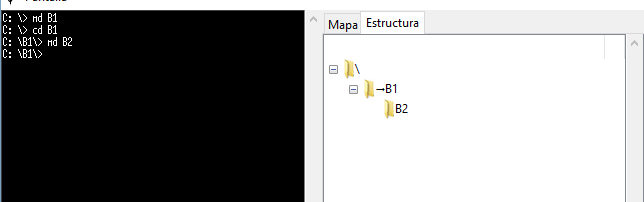 C: \> md B1
C: \> cd B1
C: \B1\> md B2
C: \B1\>
Mapa
Estructura
\
→B1
B2